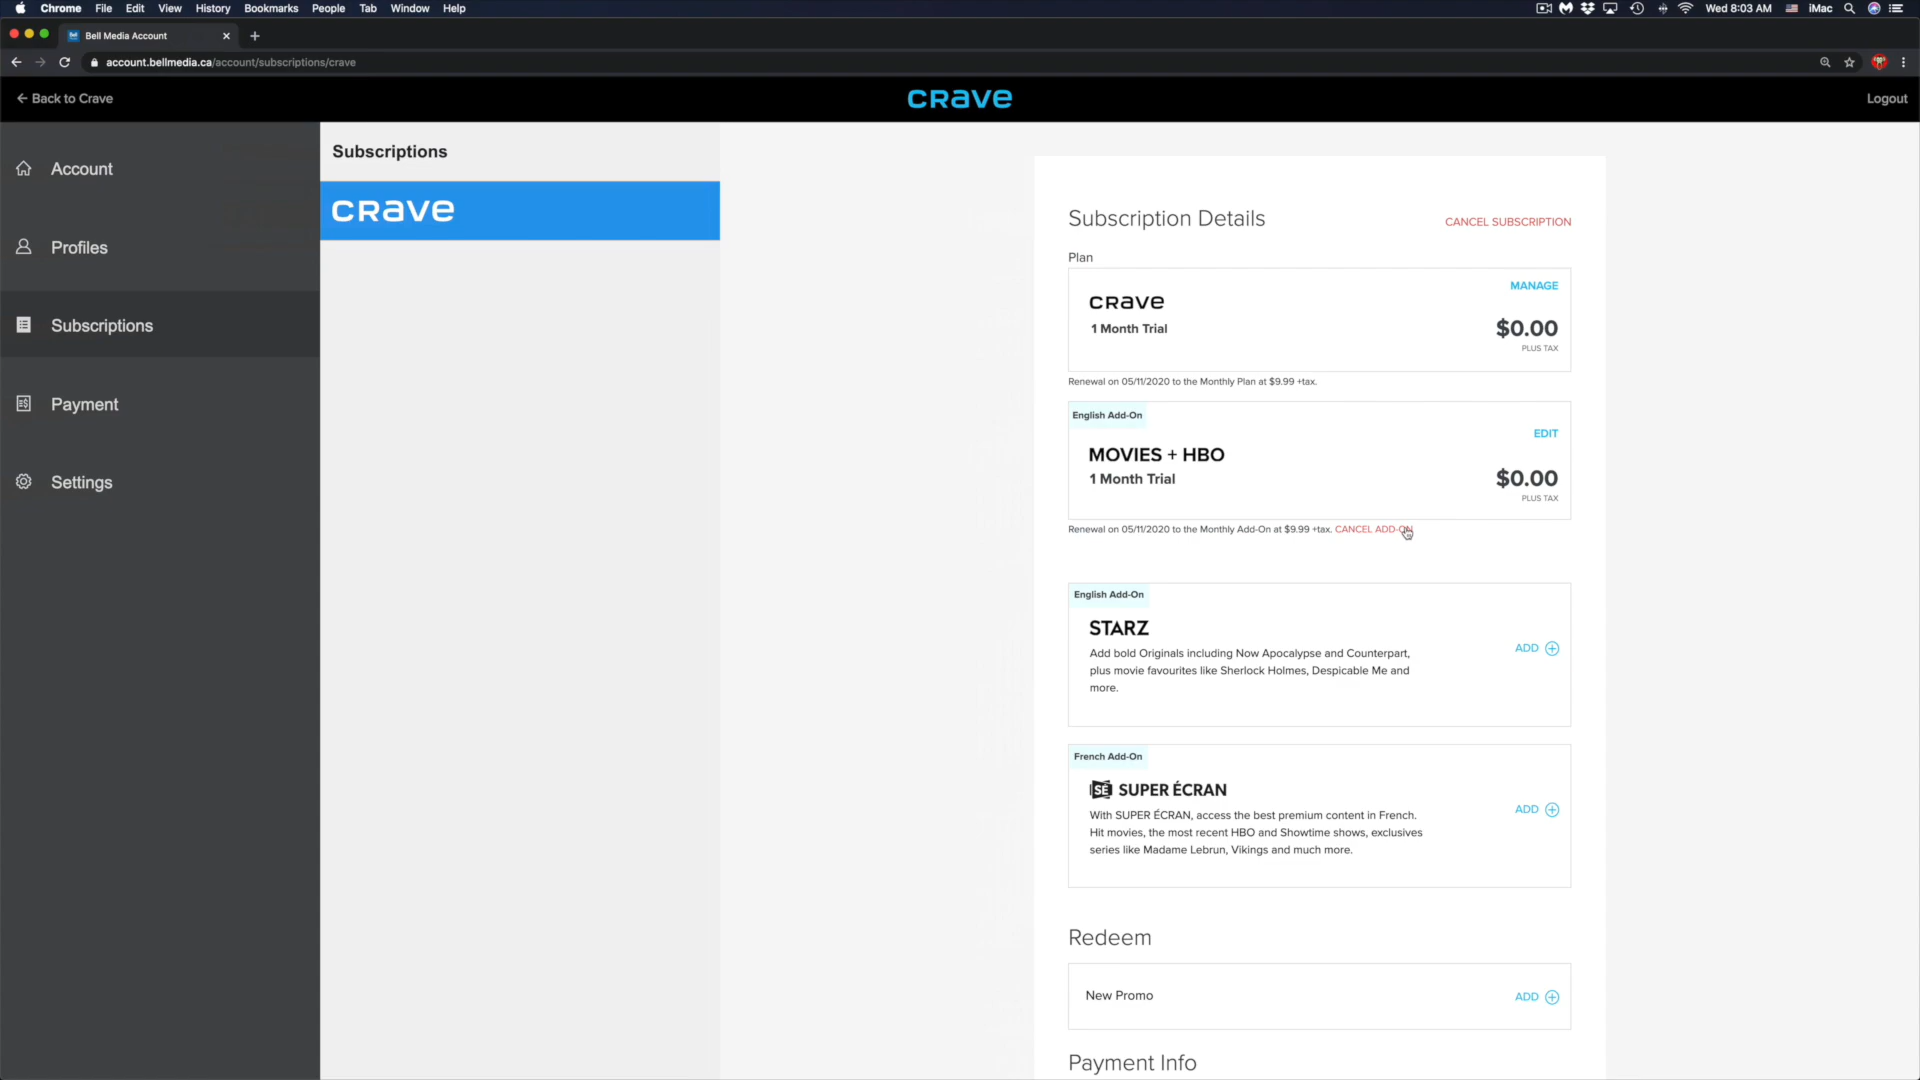 Chrome File Edit View History Bookmarks People Tab Window Help Wed 8:03 AM iMac
Bell Media Account
account.bellmedia.ca/account/subscriptions/crave
Back to Crave CRAVE Logout
Account
Profiles
Subscriptions
Payment
Settings
Subscriptions
CRAVE
Subscription Details CANCEL SUBSCRIPTION
Plan
MANAGE
CRAVE
1 Month Trial $0.00
PLUS TAX
Renewal on 05/11/2020 to the Monthly Plan at $9.99 +tax.
English Add-On
EDIT
MOVIES + HBO
1 Month Trial $0.00
PLUS TAX
Renewal on 05/11/2020 to the Monthly Add-On at $9.99 +tax. CANCEL ADD-ON
English Add-On
STARZ
Add bold Originals including Now Apocalypse and Counterpart,
plus movie favourites like Sherlock Holmes, Despicable Me and
more.
ADD
French Add-On
SÉ SUPER ÉCRAN
With SUPER ÉCRAN, access the best premium content in French.
Hit movies, the most recent HBO and Showtime shows, exclusives
series like Madame Lebrun, Vikings and much more.
ADD
Redeem
New Promo ADD
Payment Info